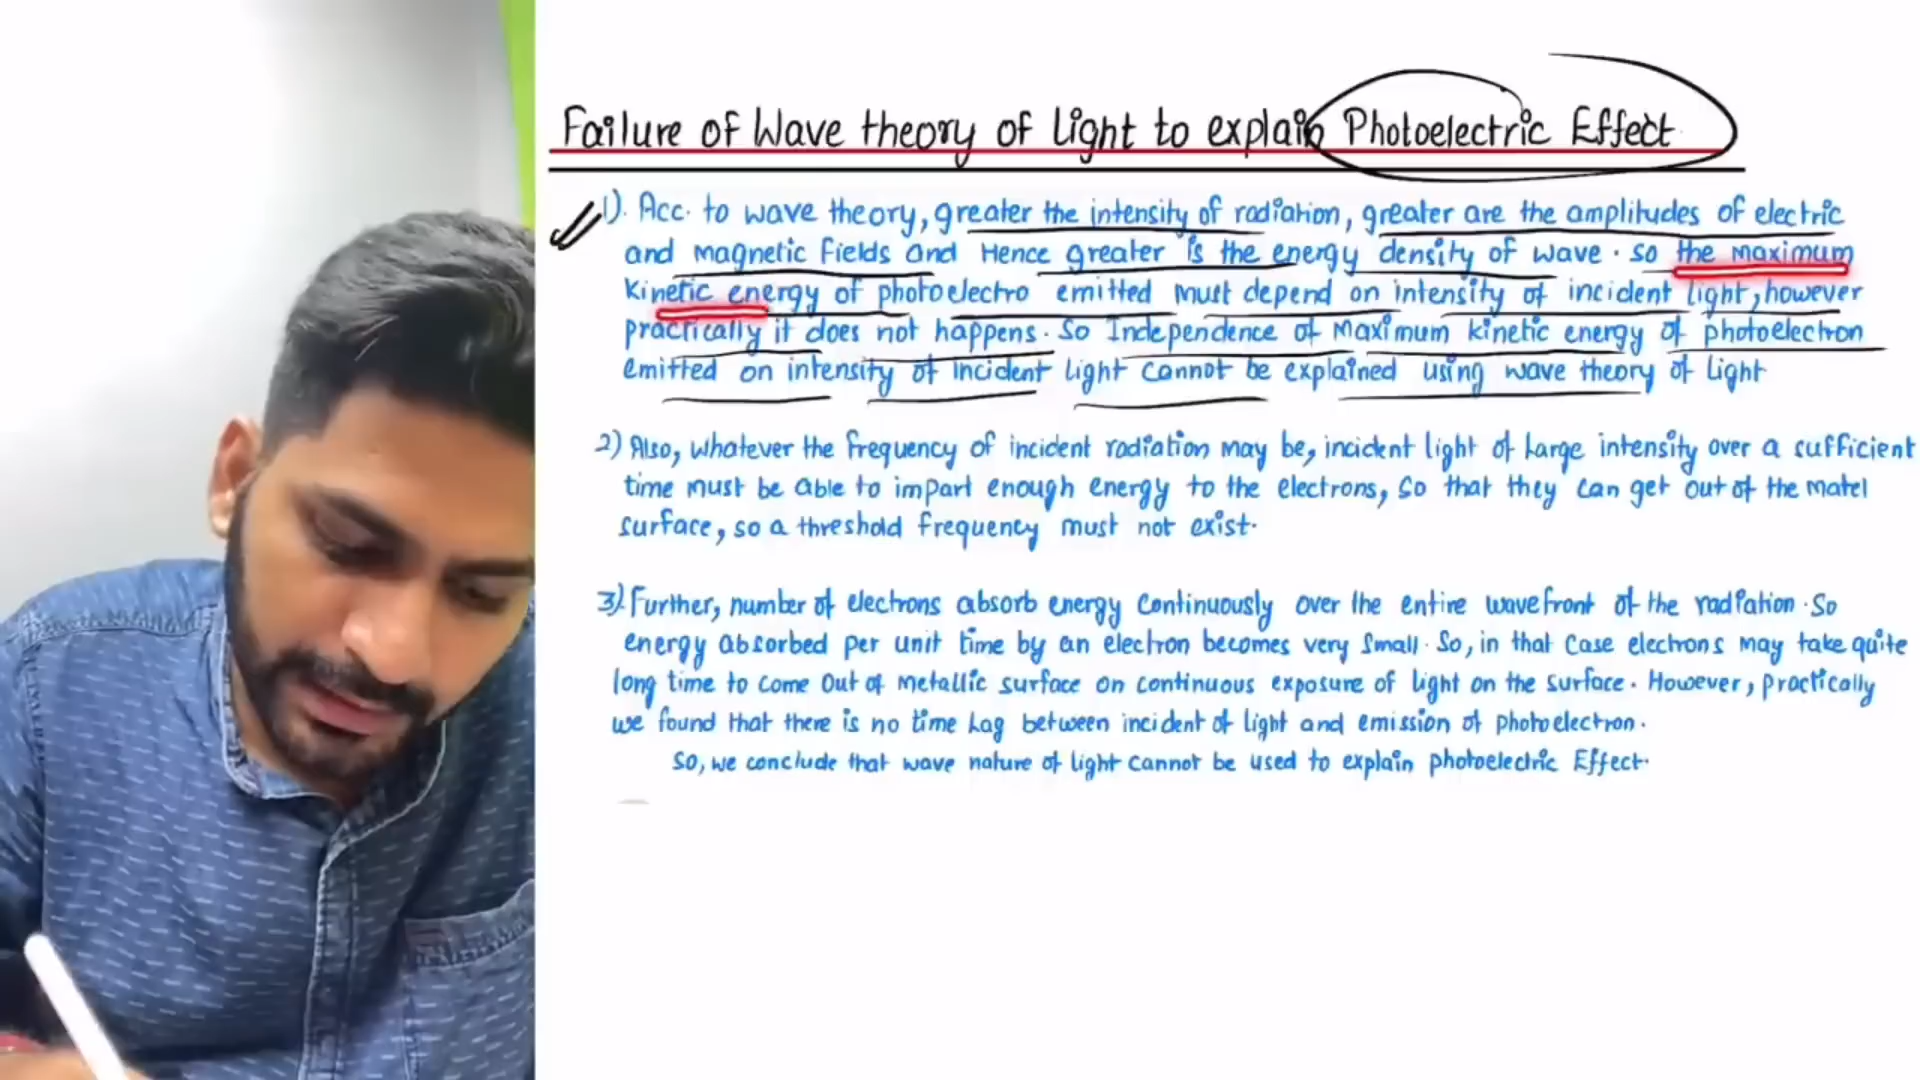 Failure of Wave theory of Light to explain Photoelectric Effect
1). Acc. to wave theory, greater the intensity of radiation, greater are the amplitudes of electric
and magnetic fields and Hence greater is the energy density of wave. so the maximum
Kinetic energy of photoelectro emitted must depend on intensity of incident light, however
practically it does not happens. So Independence of Maximum kinetic energy of photoelectron
emitted on intensity of incident light cannot be explained using wave theory of Light
2) Also, whatever the frequency of incident radiation may be, incident light of Large intensity over a sufficient
time must be able to impart enough energy to the electrons, so that they can get out of the matel
surface, so a threshold frequency must not exist.
3). Further, number of electrons absorb energy continuously over the entire wavefront of the radiation. So
energy absorbed per unit time by an electron becomes very small. So, in that case electrons may take quite
long time to come out of metallic surface on continuous exposure of light on the surface. However, practically
we found that there is no time Lag between incident of light and emission of photoelectron.
So, we conclude that wave nature of light cannot be used to explain photoelectric Effect.